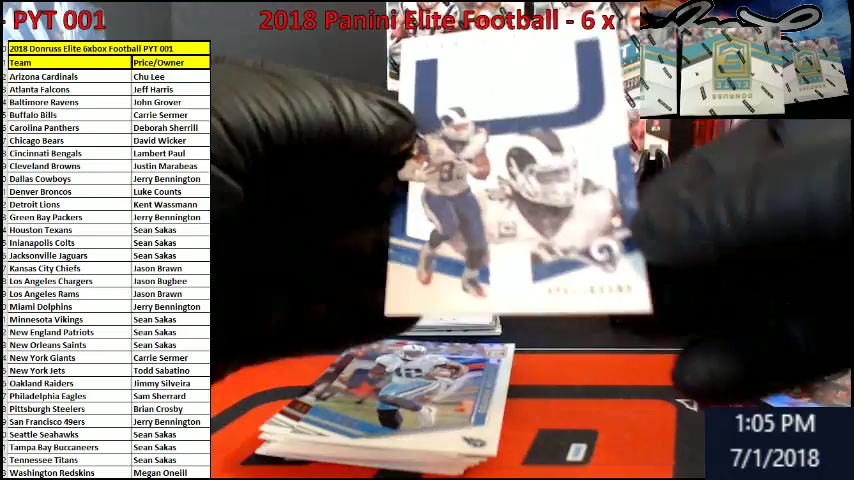 - PYT 001
2018 Panini Elite Football - 6 x
2018 Donruss Elite 6xbox Football PYT 001
Team Price/Owner
Arizona Cardinals Chu Lee
Atlanta Falcons Jeff Harris
Baltimore Ravens John Grover
Buffalo Bills Carrie Sermer
Carolina Panthers Deborah Sherrill
Chicago Bears David Wicker
Cincinnati Bengals Lambert Paul
Cleveland Browns Justin Marabeas
Dallas Cowboys Jerry Bennington
Denver Broncos Luke Counts
Detroit Lions Kent Wassmann
Green Bay Packers Jerry Bennington
Houston Texans Sean Sakas
Inianapolis Colts Sean Sakas
Jacksonville Jaguars Sean Sakas
Kansas City Chiefs Jason Brawn
Los Angeles Chargers Jason Bugbee
Los Angeles Rams Jason Brawn
Miami Dolphins Jerry Bennington
Minnesota Vikings Sean Sakas
New England Patriots Sean Sakas
New Orleans Saints Sean Sakas
New York Giants Carrie Sermer
New York Jets Todd Sabatino
Oakland Raiders Jimmy Silveira
Philadelphia Eagles Sam Sherrard
Pittsburgh Steelers Brian Crosby
San Francisco 49ers Jerry Bennington
Seattle Seahawks Sean Sakas
Tampa Bay Buccaneers Sean Sakas
Tennessee Titans Sean Sakas
Washington Redskins Megan Oneill
ELITE
DONRUSS
1:05 PM
7/1/2018